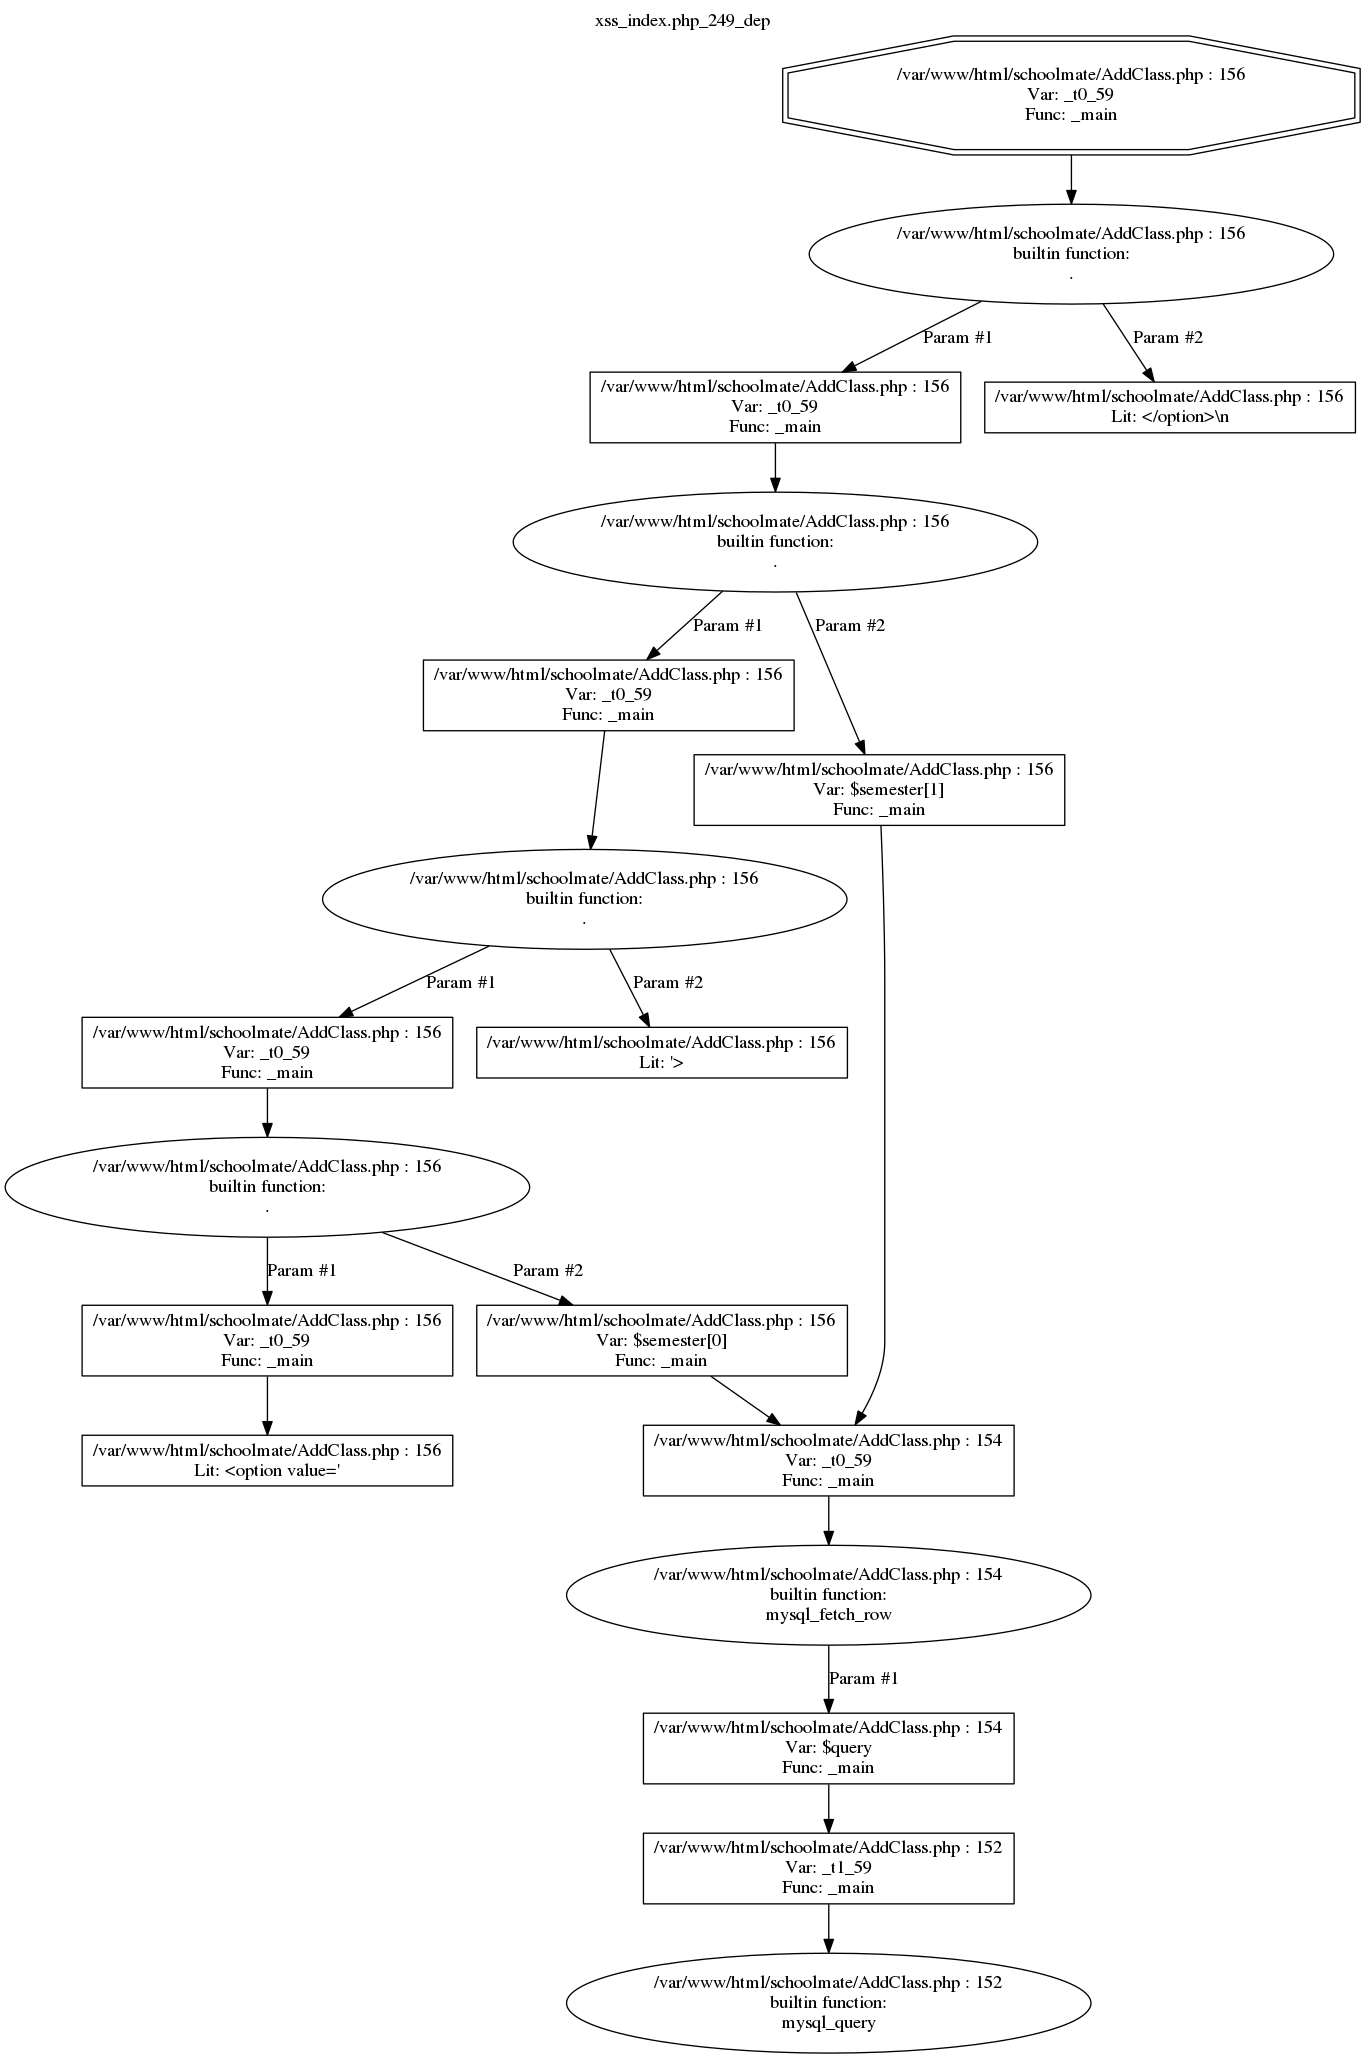 xss_index.php_249_dep
/var/www/html/schoolmate/AddClass.php : 156
Var: _t0_59
Func: _main
/var/www/html/schoolmate/AddClass.php : 156
builtin function:
.
Param #1
Param #2
/var/www/html/schoolmate/AddClass.php : 156
Var: _t0_59
Func: _main
/var/www/html/schoolmate/AddClass.php : 156
Lit: </option>\n
/var/www/html/schoolmate/AddClass.php : 156
builtin function:
.
Param #1
Param #2
/var/www/html/schoolmate/AddClass.php : 156
Var: _t0_59
Func: _main
/var/www/html/schoolmate/AddClass.php : 156
Var: $semester[1]
Func: _main
/var/www/html/schoolmate/AddClass.php : 156
builtin function:
.
Param #1
Param #2
/var/www/html/schoolmate/AddClass.php : 156
Var: _t0_59
Func: _main
/var/www/html/schoolmate/AddClass.php : 156
Lit: '>
/var/www/html/schoolmate/AddClass.php : 156
builtin function:
.
Param #1
Param #2
/var/www/html/schoolmate/AddClass.php : 156
Var: _t0_59
Func: _main
/var/www/html/schoolmate/AddClass.php : 156
Var: $semester[0]
Func: _main
/var/www/html/schoolmate/AddClass.php : 156
Lit: <option value='
/var/www/html/schoolmate/AddClass.php : 154
Var: _t0_59
Func: _main
/var/www/html/schoolmate/AddClass.php : 154
builtin function:
mysql_fetch_row
Param #1
/var/www/html/schoolmate/AddClass.php : 154
Var: $query
Func: _main
/var/www/html/schoolmate/AddClass.php : 152
Var: _t1_59
Func: _main
/var/www/html/schoolmate/AddClass.php : 152
builtin function:
mysql_query